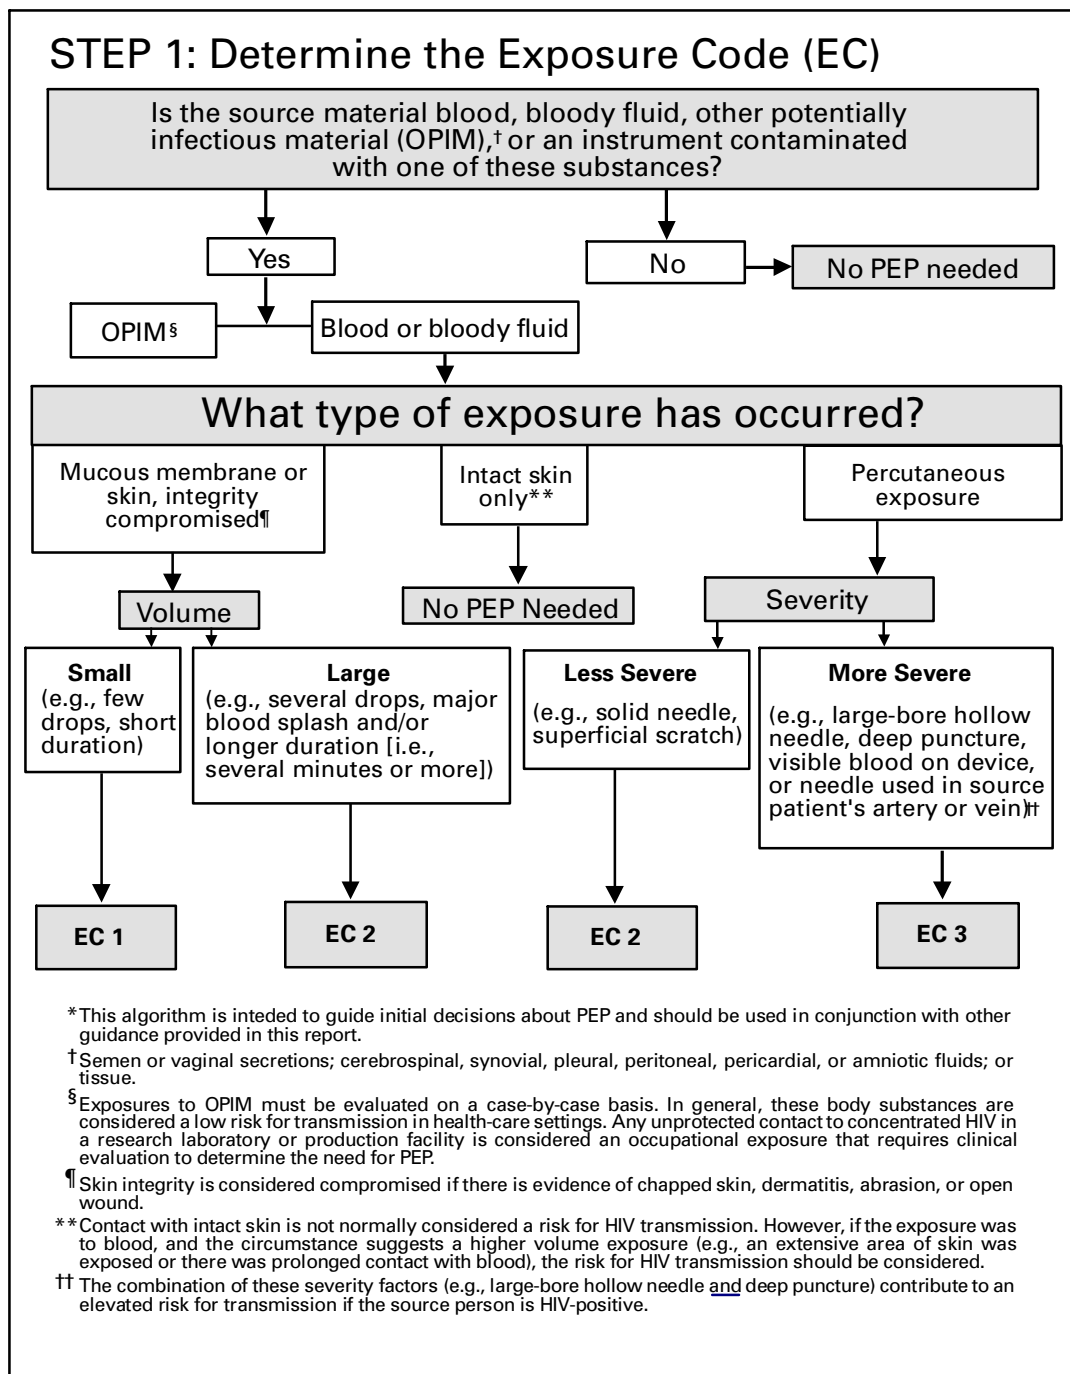 STEP 1: Determine the Exposure Code (EC)
Is the source material blood, bloody fluid, other potentially
infectious material (OPIM),† or an instrument contaminated
with one of these substances?
Yes
No
No PEP needed
OPIM§
Blood or bloody fluid
What type of exposure has occurred?
Mucous membrane or
skin, integrity
compromised¶
Intact skin
only**
Percutaneous
exposure
Volume
No PEP Needed
Severity
Small
(e.g., few
drops, short
duration)
Large
(e.g., several drops, major
blood splash and/or
longer duration [i.e.,
several minutes or more])
Less Severe
(e.g., solid needle,
superficial scratch)
More Severe
(e.g., large-bore hollow
needle, deep puncture,
visible blood on device,
or needle used in source
patient's artery or vein)††
EC 1
EC 2
EC 2
EC 3
*This algorithm is inteded to guide initial decisions about PEP and should be used in conjunction with other
guidance provided in this report.
†Semen or vaginal secretions; cerebrospinal, synovial, pleural, peritoneal, pericardial, or amniotic fluids; or
tissue.
§Exposures to OPIM must be evaluated on a case-by-case basis. In general, these body substances are
considered a low risk for transmission in health-care settings. Any unprotected contact to concentrated HIV in
a research laboratory or production facility is considered an occupational exposure that requires clinical
evaluation to determine the need for PEP.
¶Skin integrity is considered compromised if there is evidence of chapped skin, dermatitis, abrasion, or open
wound.
**Contact with intact skin is not normally considered a risk for HIV transmission. However, if the exposure was
to blood, and the circumstance suggests a higher volume exposure (e.g., an extensive area of skin was
exposed or there was prolonged contact with blood), the risk for HIV transmission should be considered.
†† The combination of these severity factors (e.g., large-bore hollow needle and deep puncture) contribute to an
elevated risk for transmission if the source person is HIV-positive.